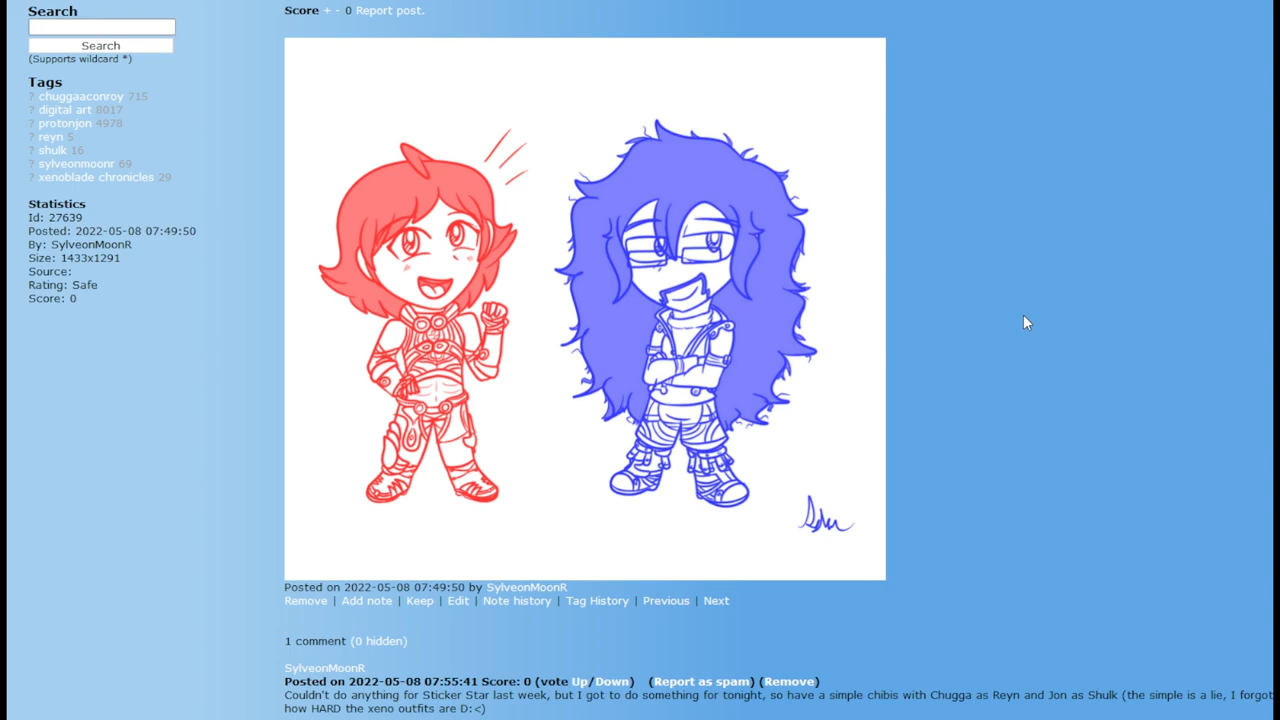 Search
Search
(Supports wildcard *)
Tags
? chuggaaconroy 715
? digital art 8017
? protonjon 4978
? reyn 5
? shulk 16
? sylveonmoonr 69
? xenoblade chronicles 29
Statistics
Id: 27639
Posted: 2022-05-08 07:49:50
By: SylveonMoonR
Size: 1433x1291
Source:
Rating: Safe
Score: 0
Score + - 0 Report post.
Posted on 2022-05-08 07:49:50 by SylveonMoonR
Remove | Add note | Keep | Edit | Note history | Tag History | Previous | Next
1 comment (0 hidden)
SylveonMoonR
Posted on 2022-05-08 07:55:41 Score: 0 (vote Up/Down) (Report as spam) (Remove)
Couldn't do anything for Sticker Star last week, but I got to do something for tonight, so have a simple chibis with Chugga as Reyn and Jon as Shulk (the simple is a lie, I forgot
how HARD the xeno outfits are D:<)